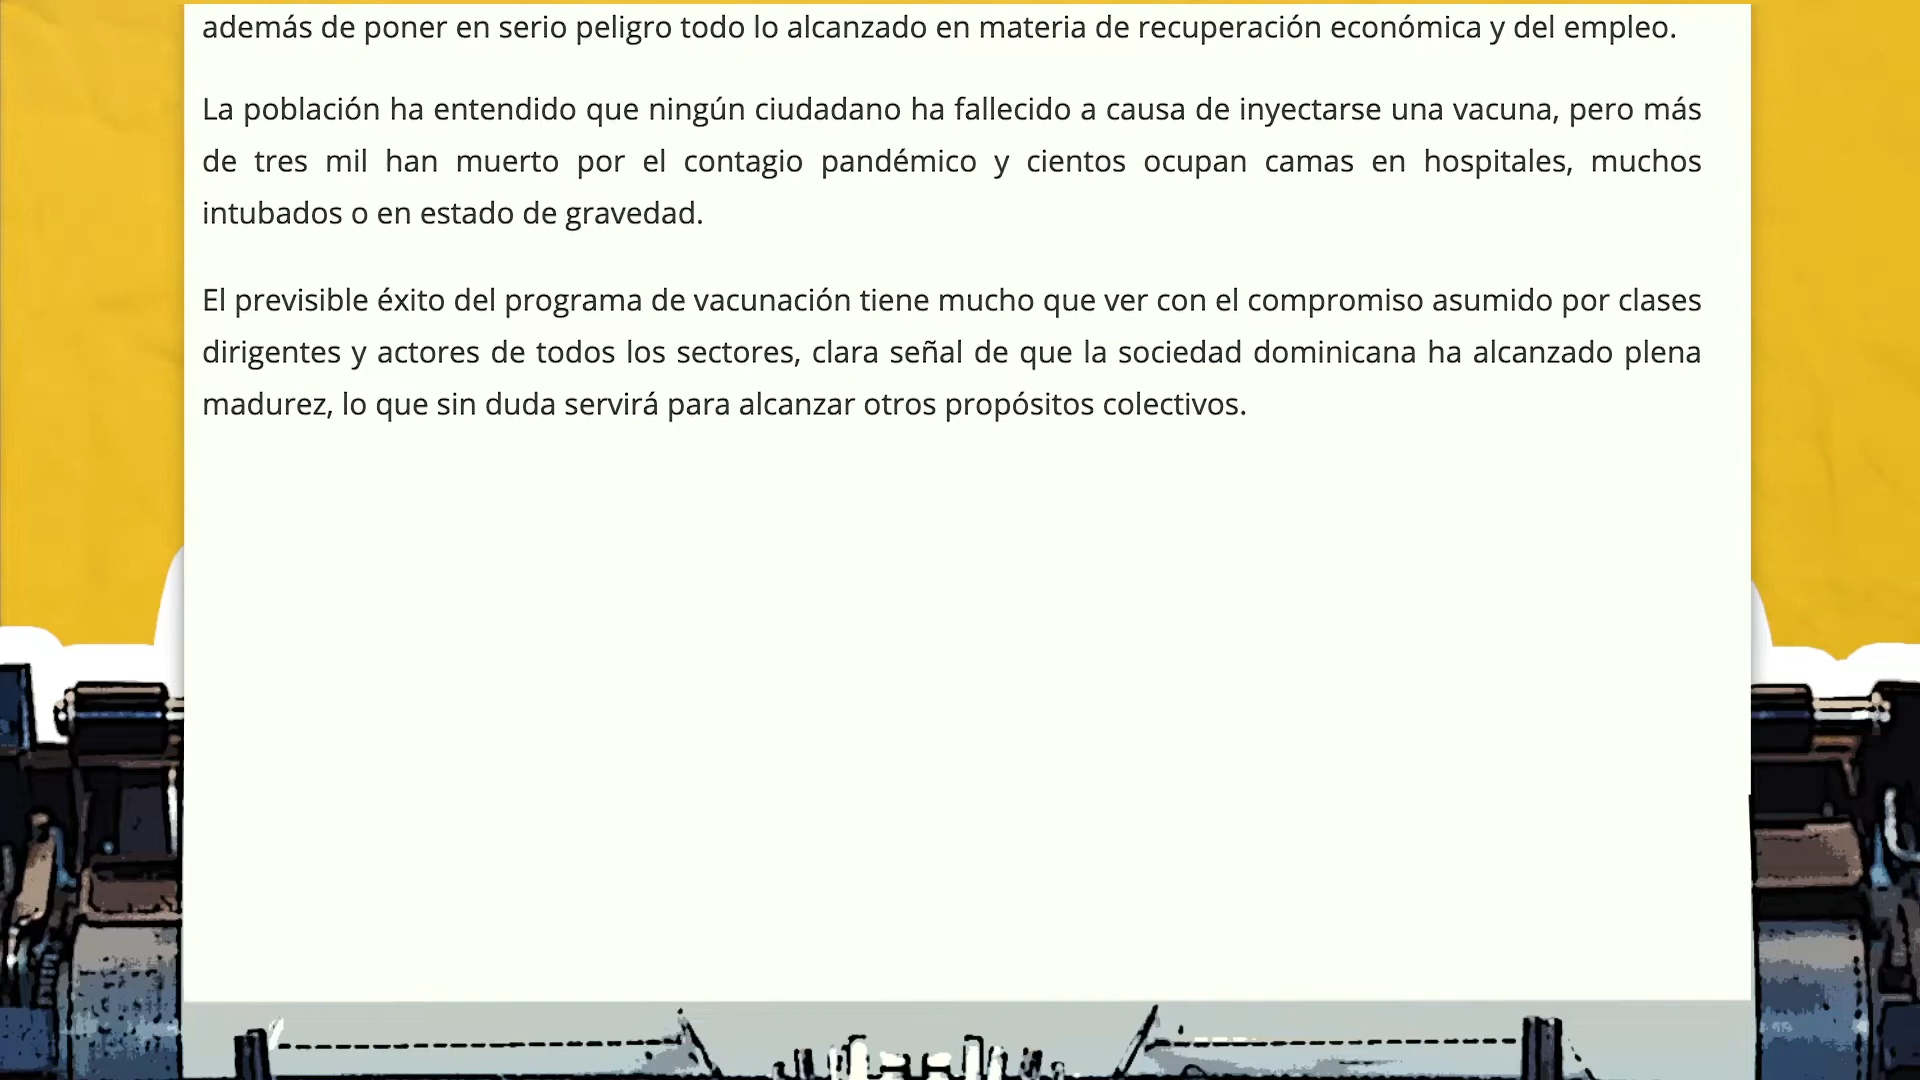 además de poner en serio peligro todo lo alcanzado en materia de recuperación económica y del empleo.
La población ha entendido que ningún ciudadano ha fallecido a causa de inyectarse una vacuna, pero más
de tres mil han muerto por el contagio pandémico y cientos ocupan camas en hospitales, muchos
intubados o en estado de gravedad.
El previsible éxito del programa de vacunación tiene mucho que ver con el compromiso asumido por clases
dirigentes y actores de todos los sectores, clara señal de que la sociedad dominicana ha alcanzado plena
madurez, lo que sin duda servirá para alcanzar otros propósitos colectivos.